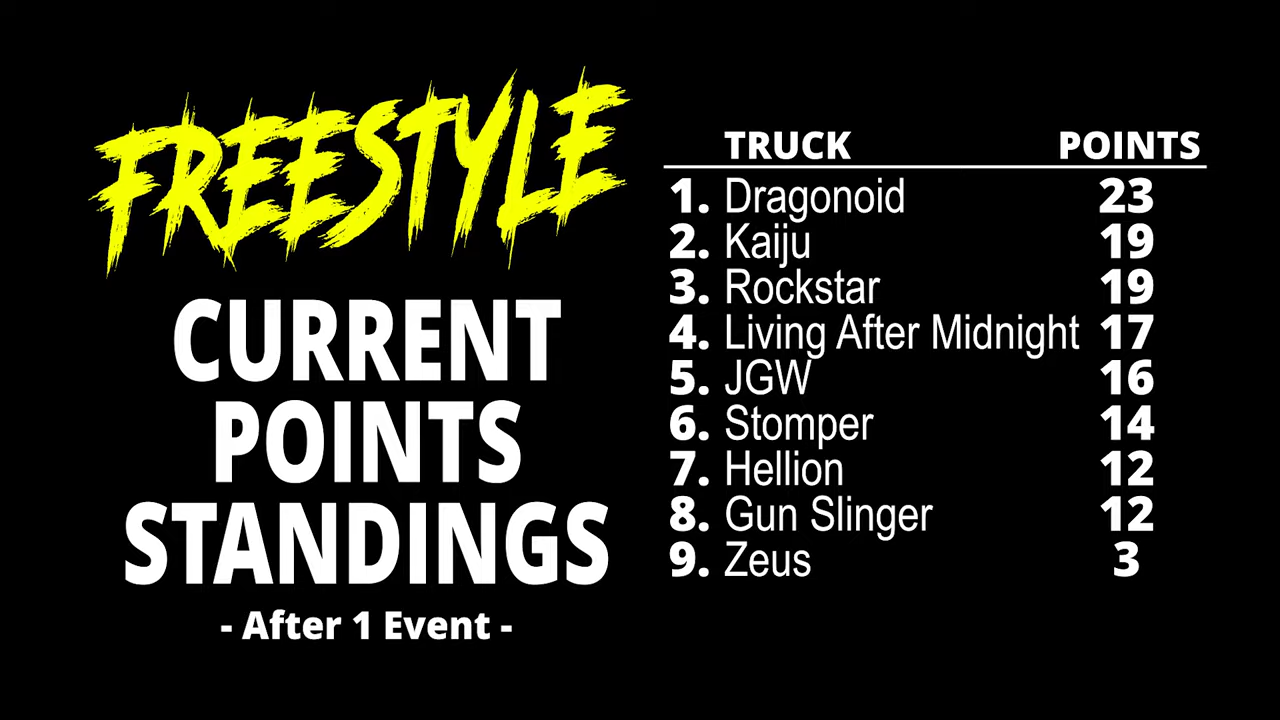 FREESTYLE
CURRENT
POINTS
STANDINGS
- After 1 Event -
TRUCK POINTS
1. Dragonoid 23
2. Kaiju 19
3. Rockstar 19
4. Living After Midnight 17
5. JGW 16
6. Stomper 14
7. Hellion 12
8. Gun Slinger 12
9. Zeus 3